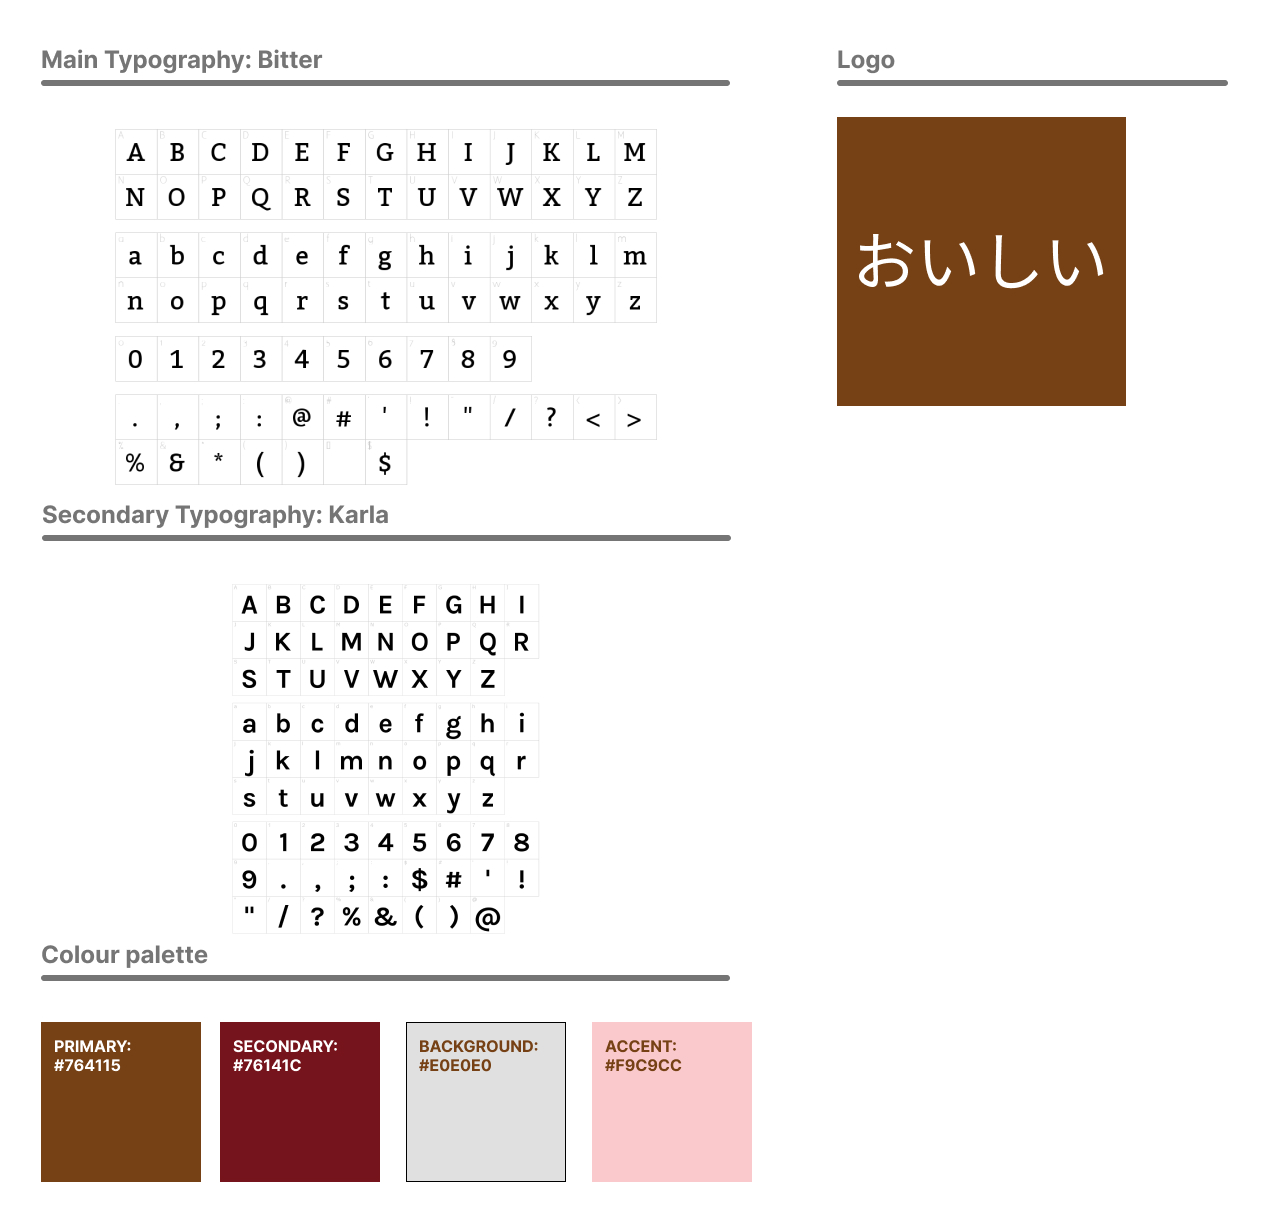 Main Typography: Bitter
A B C D E F G H I J K L M
N O P Q R S T U V W X Y Z
a b c d e f g h i j k l m
n o p q r s t u v w x y z
0 1 2 3 4 5 6 7 8 9
. , ; : @ # ' ! " / ? < >
% & * ( ) $
Secondary Typography: Karla
A B C D E F G H I
J K L M N O P Q R
S T U V W X Y Z
a b c d e f g h i
j k l m n o p q r
s t u v w x y z
0 1 2 3 4 5 6 7 8
9 . , ; : $ # ' !
" / ? % & ( ) @
Colour palette
PRIMARY:
#764115
SECONDARY:
#76141C
BACKGROUND:
#E0E0E0
ACCENT:
#F9C9CC
Logo
おいしい